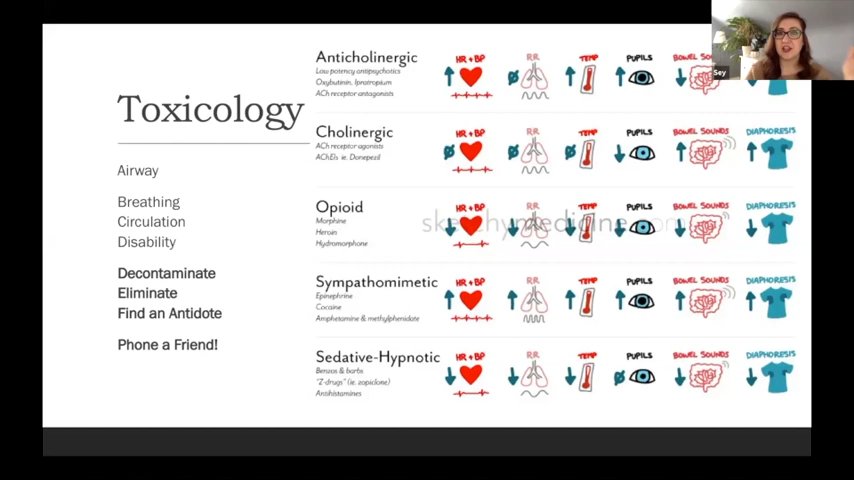 Toxicology
Airway
Breathing
Circulation
Disability
Decontaminate
Eliminate
Find an Antidote
Phone a Friend!
Anticholinergic
Low potency antipsychotics
Oxybutinin, Ipratropium
ACh receptor antagonists
HR + BP
RR
TEMP
PUPILS
BOWEL SOUNDS
Sey
Cholinergic
ACh receptor agonists
AChEIs ie. Donepezil
HR + BP
RR
TEMP
PUPILS
BOWEL SOUNDS
DIAPHORESIS
Opioid
Morphine
Heroin
Hydromorphone
HR + BP
RR
TEMP
PUPILS
BOWEL SOUNDS
DIAPHORESIS
sketchymedicine.com
Sympathomimetic
Epinephrine
Cocaine
Amphetamine & methylphenidate
HR + BP
RR
TEMP
PUPILS
BOWEL SOUNDS
DIAPHORESIS
Sedative-Hypnotic
Benzos & barbs
"Z-drugs" (ie. zopiclone)
Antihistamines
HR + BP
RR
TEMP
PUPILS
BOWEL SOUNDS
DIAPHORESIS